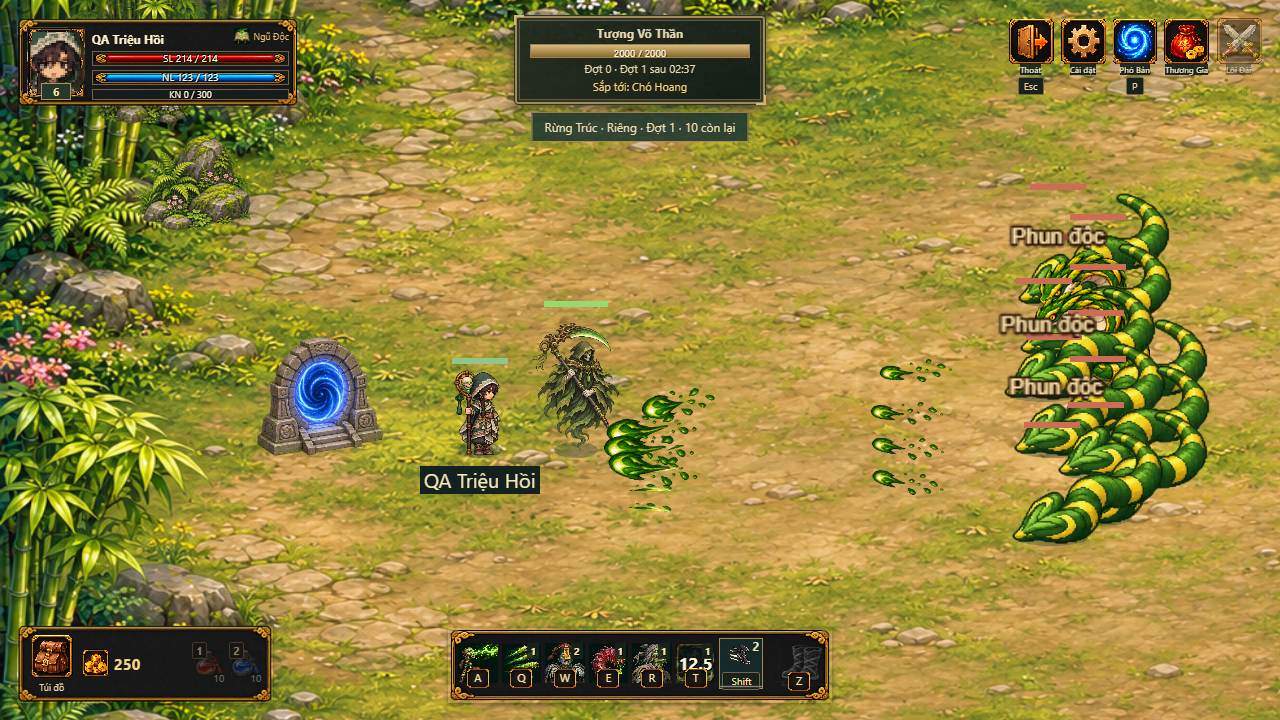 QA Triệu Hồi
Ngũ Độc
SL 214 / 214
NL 123 / 123
6
KN 0 / 300
Tượng Võ Thần
2000 / 2000
Đợt 0 · Đợt 1 sau 02:37
Sắp tới: Chó Hoang
Rừng Trúc · Riêng · Đợt 1 · 10 còn lại
Thoát
Cài đặt
Phó Bản
Thương Gia
Lôi Đài
Esc
P
Phun độc
Phun độc
Phun độc
QA Triệu Hồi
250
Túi đồ
1
10
2
10
1
2
1
1
1
2
12.5
A
Q
W
E
R
T
Shift
Z